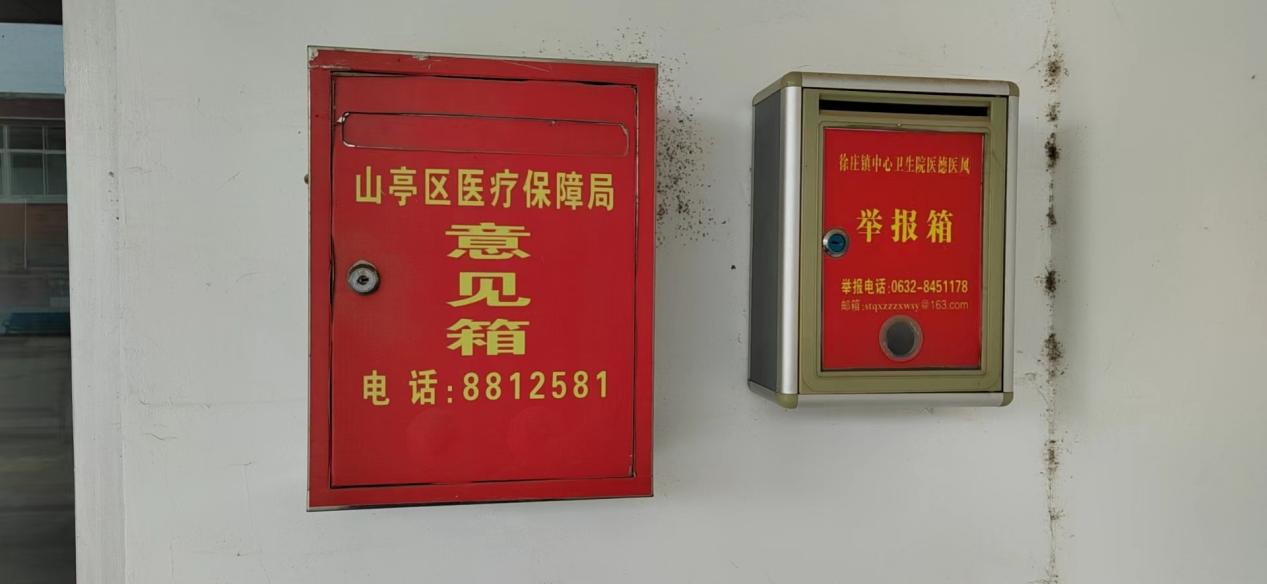 山亭区医疗保障局
意
见
箱
电 话:8812581
徐庄镇中心卫生院医德医风
举报箱
举报电话:0632-8451178
邮箱:stqxzzzxwsy@163.com